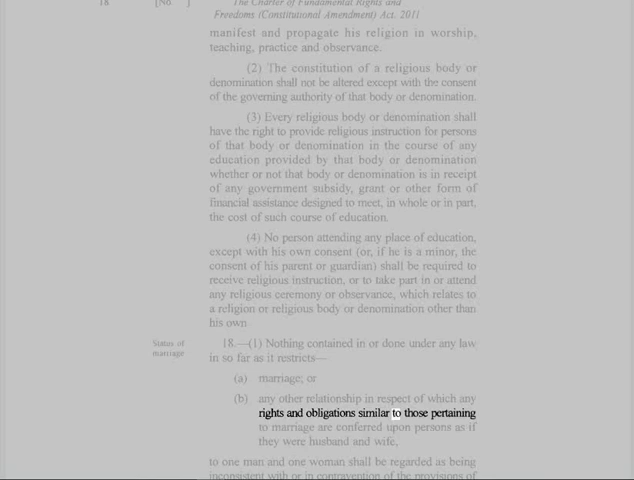 18 [No. The Charter of Fundamental Rights and
Freedoms (Constitutional Amendment) Act. 2011
manifest and propagate his religion in worship,
teaching, practice and observance.
(2) The constitution of a religious body or
denomination shall not be altered except with the consent
of the governing authority of that body or denomination.
(3) Every religious body or denomination shall
have the right to provide religious instruction for persons
of that body or denomination in the course of any
education provided by that body or denomination
whether or not that body or denomination is in receipt
of any government subsidy, grant or other form of
financial assistance designed to meet, in whole or in part,
the cost of such course of education.
(4) No person attending any place of education,
except with his own consent (or, if he is a minor, the
consent of his parent or guardian) shall be required to
receive religious instruction, or to take part in or attend
any religious ceremony or observance, which relates to
a religion or religious body or denomination other than
his own.
Status of
marriage
18.—(1) Nothing contained in or done under any law
in so far as it restricts—
(a) marriage; or
(b) any other relationship in respect of which any
rights and obligations similar to those pertaining
to marriage are conferred upon persons as if
they were husband and wife,
to one man and one woman shall be regarded as being
inconsistent with or in contravention of the provisions of